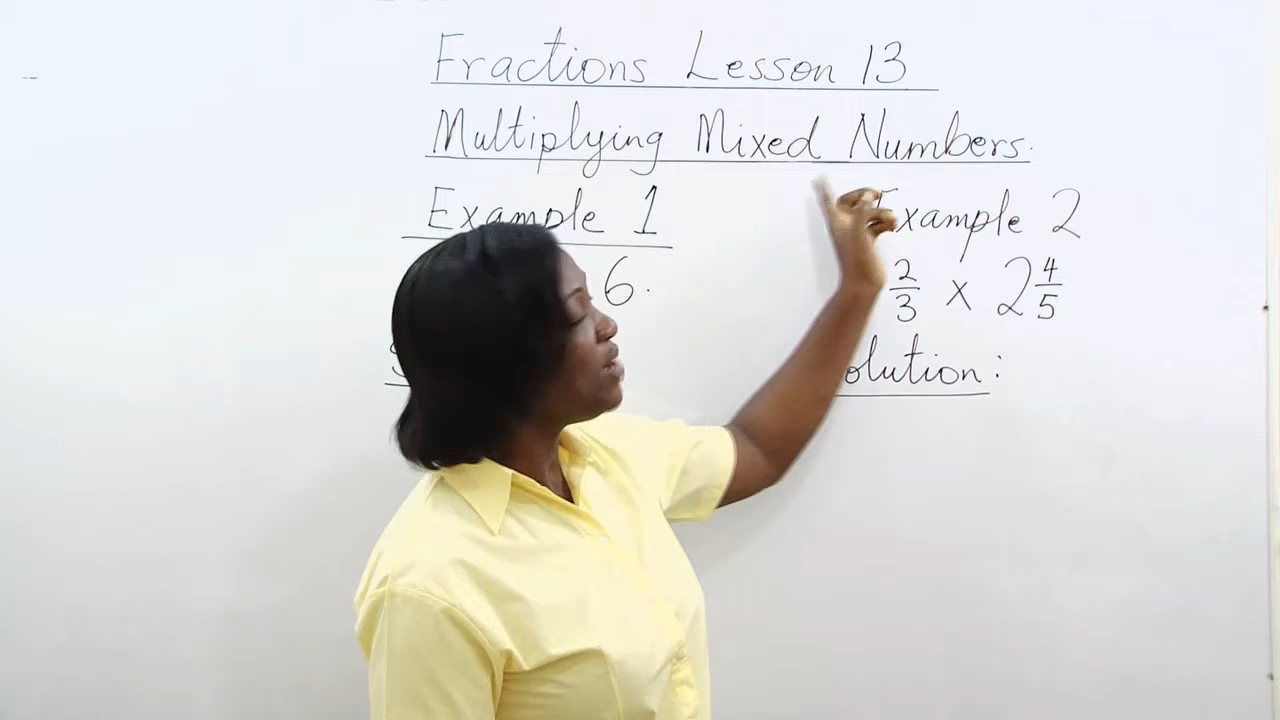 Fractions Lesson 13
Multiplying Mixed Numbers.
Example 1
Example 2
6.
2/3 x 2 4/5
olution: